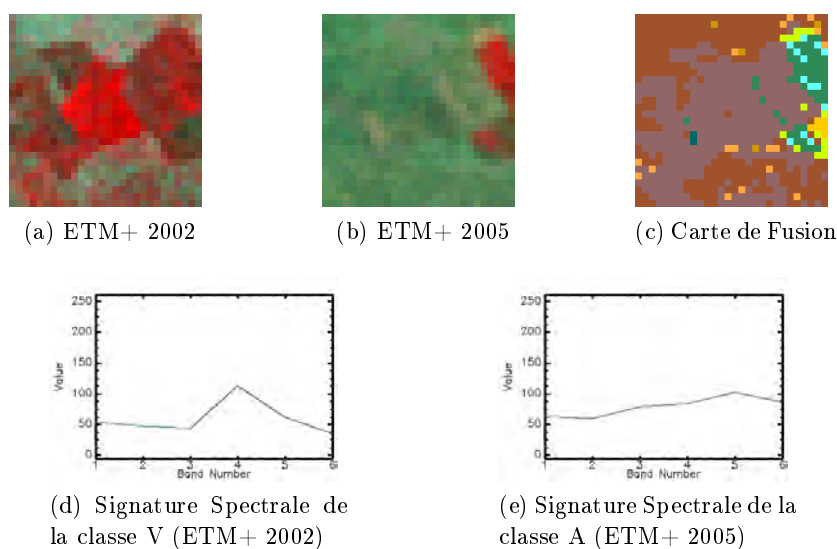 (a) ETM+ 2002
(b) ETM+ 2005
(c) Carte de Fusion
250
200
150
100
50
0
Value
1 2 3 4 5 6
Band Number
(d) Signature Spectrale de
la classe V (ETM+ 2002)
250
200
150
100
50
0
Value
1 2 3 4 5 6
Band Number
(e) Signature Spectrale de la
classe A (ETM+ 2005)